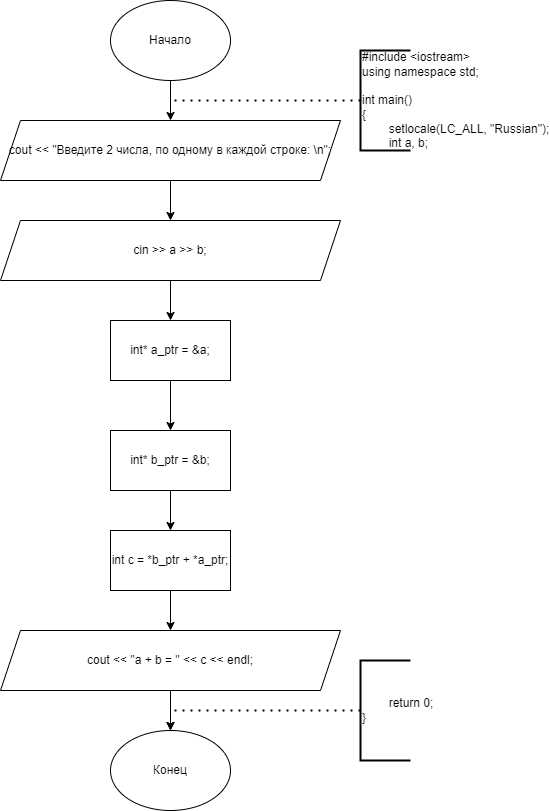 Начало
#include <iostream>
using namespace std;
int main()
{
setlocale(LC_ALL, "Russian");
int a, b;
cout << "Введите 2 числа, по одному в каждой строке: \n";
cin >> a >> b;
int* a_ptr = &a;
int* b_ptr = &b;
int c = *b_ptr + *a_ptr;
cout << "a + b = " << c << endl;
return 0;
}
Конец